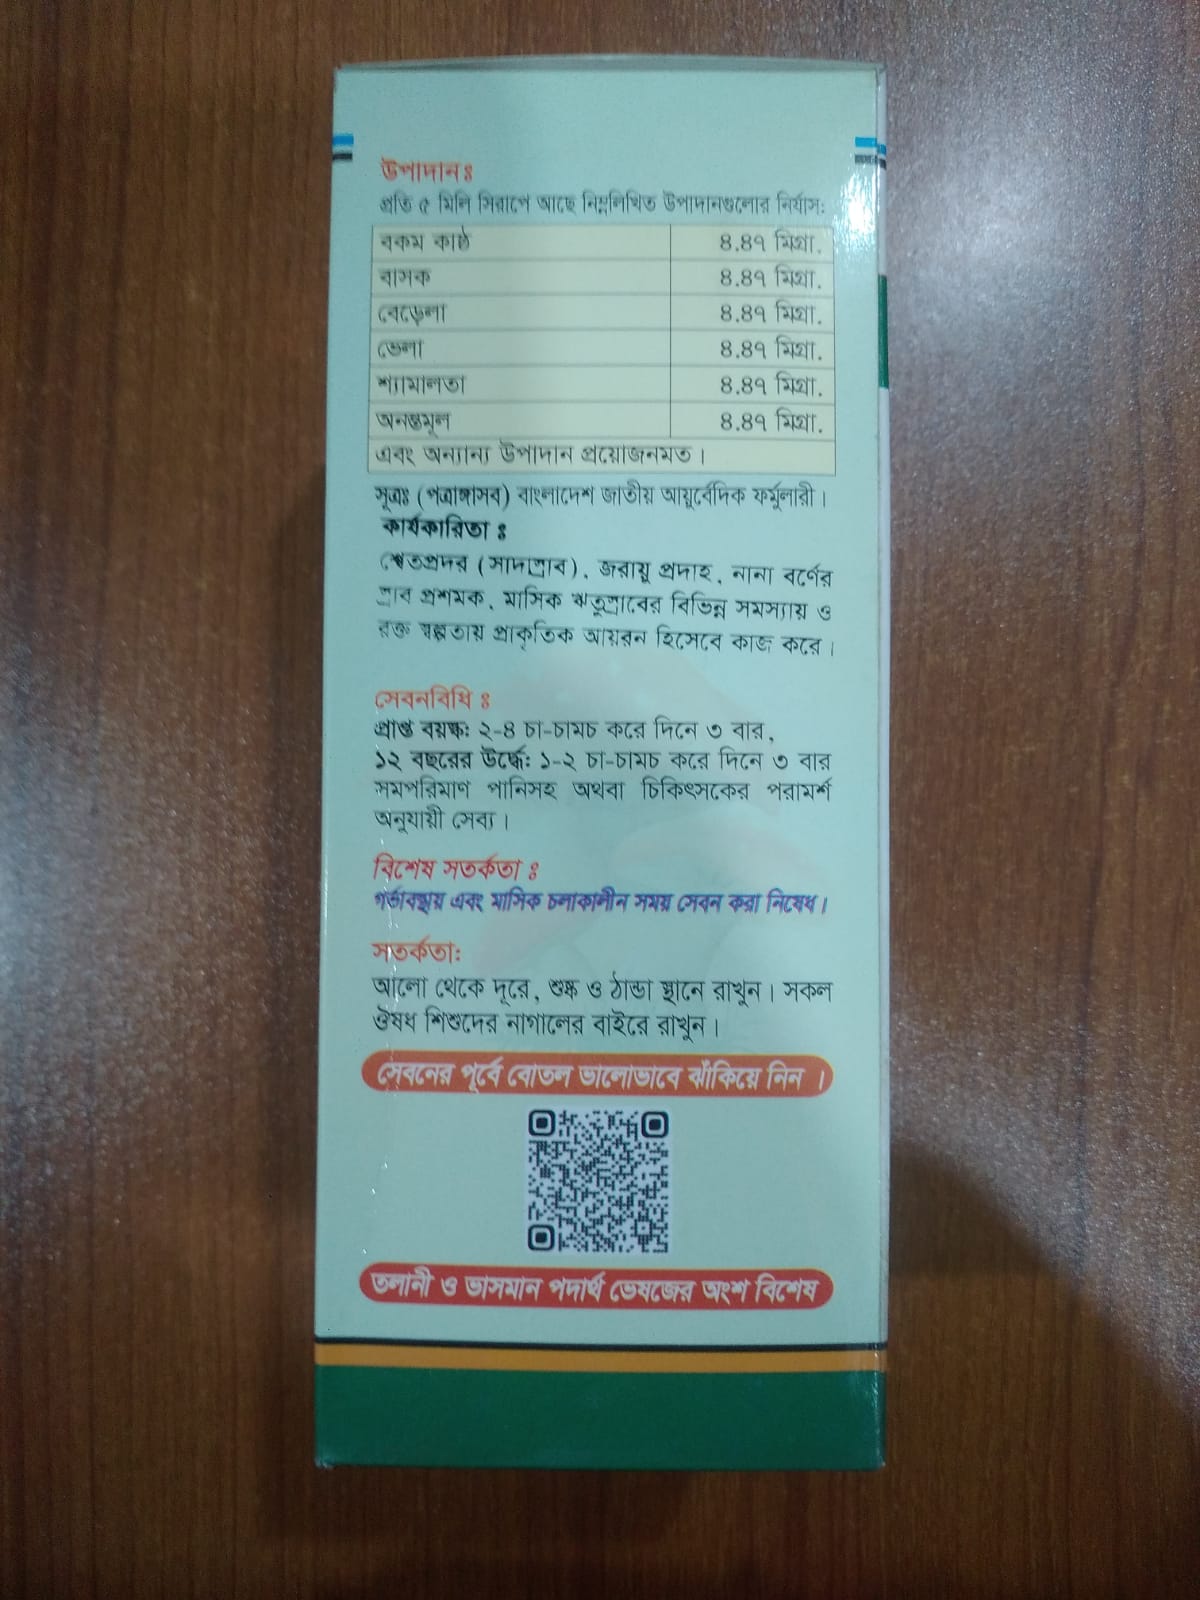 উপাদানঃ
প্রতি ৫ মিলি সিরাপে আছে নিম্নলিখিত উপাদানগুলোর নির্যাস:
বকম কাষ্ঠ ৪.৪৭ মিগ্রা.
বাসক ৪.৪৭ মিগ্রা.
বেড়েলা ৪.৪৭ মিগ্রা.
ভেলা ৪.৪৭ মিগ্রা.
শ্যামালতা ৪.৪৭ মিগ্রা.
অনন্তমূল ৪.৪৭ মিগ্রা.
এবং অন্যান্য উপাদান প্রয়োজনমত।
সূত্রঃ (পত্রাঙ্গাসব) বাংলাদেশ জাতীয় আয়ুর্বেদিক ফর্মুলারী।
কার্যকারিতা ঃ
শ্বেতপ্রদর (সাদাস্রাব), জরায়ু প্রদাহ, নানা বর্ণের
স্রাব প্রশমক, মাসিক ঋতুস্রাবের বিভিন্ন সমস্যায় ও
রক্ত স্বল্পতায় প্রাকৃতিক আয়রন হিসেবে কাজ করে।
সেবনবিধি ঃ
প্রাপ্ত বয়স্ক: ২-৪ চা-চামচ করে দিনে ৩ বার,
১২ বছরের উর্দ্ধে: ১-২ চা-চামচ করে দিনে ৩ বার
সমপরিমাণ পানিসহ অথবা চিকিৎসকের পরামর্শ
অনুযায়ী সেব্য।
বিশেষ সতর্কতা ঃ
গর্ভাবস্থায় এবং মাসিক চলাকালীন সময় সেবন করা নিষেধ।
সতর্কতা:
আলো থেকে দূরে, শুষ্ক ও ঠান্ডা স্থানে রাখুন। সকল
ঔষধ শিশুদের নাগালের বাইরে রাখুন।
সেবনের পূর্বে বোতল ভালোভাবে ঝাঁকিয়ে নিন ।
তলানী ও ভাসমান পদার্থ ভেষজের অংশ বিশেষ